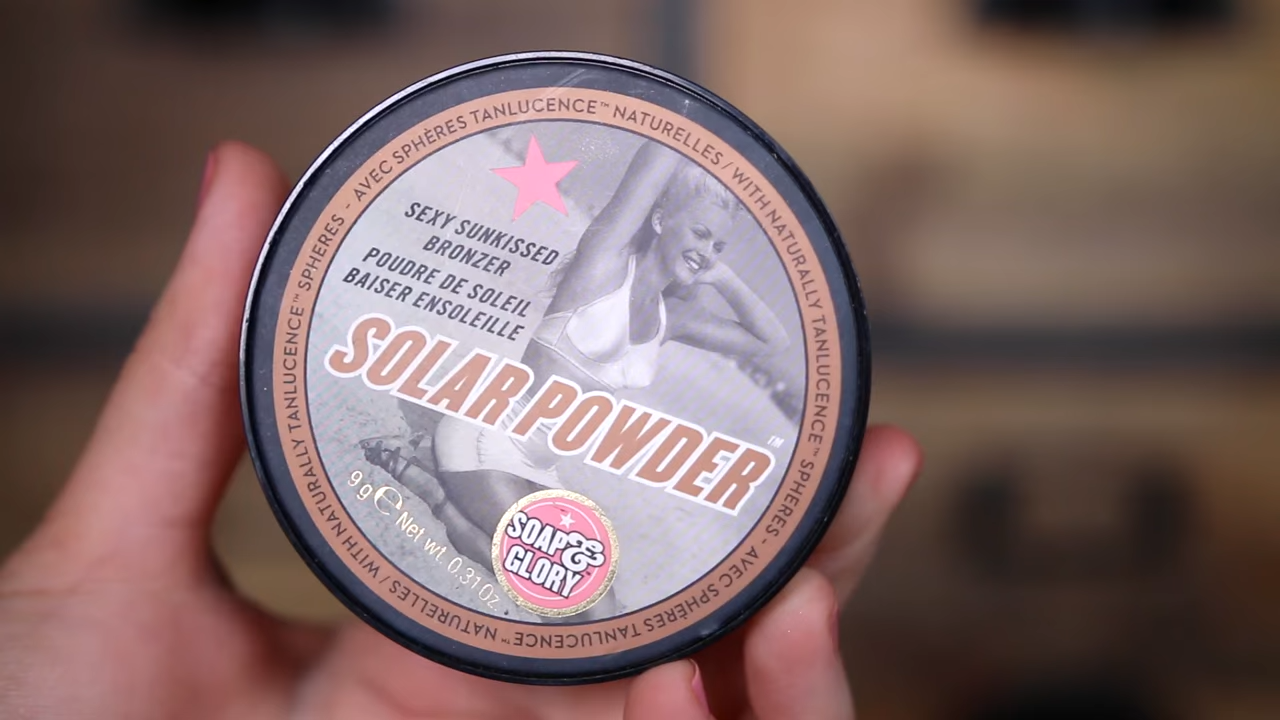 SEXY SUNKISSED
BRONZER
POUDRE DE SOLEIL
BAISER ENSOLEILLE
SOLAR POWDER™
9 g ℮ Net wt. 0.31 Oz.
SOAP&
GLORY
AVEC SPHÈRES TANLUCENCE™ NATURELLES / WITH NATURALLY TANLUCENCE™ SPHERES - AVEC SPHÈRES TANLUCENCE™ NATURELLES / WITH NATURALLY TANLUCENCE™ SPHERES -